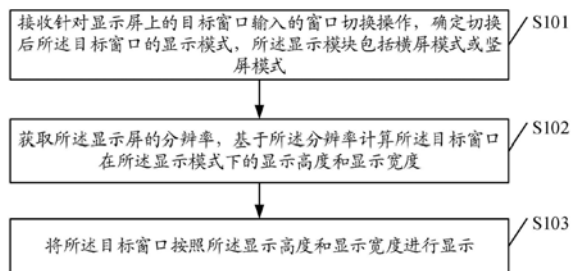 接收针对显示屏上的目标窗口输入的窗口切换操作，确定切换
后所述目标窗口的显示模式，所述显示模块包括横屏模式或竖
屏模式
S101
获取所述显示屏的分辨率，基于所述分辨率计算所述目标窗口
在所述显示模式下的显示高度和显示宽度
S102
将所述目标窗口按照所述显示高度和显示宽度进行显示
S103